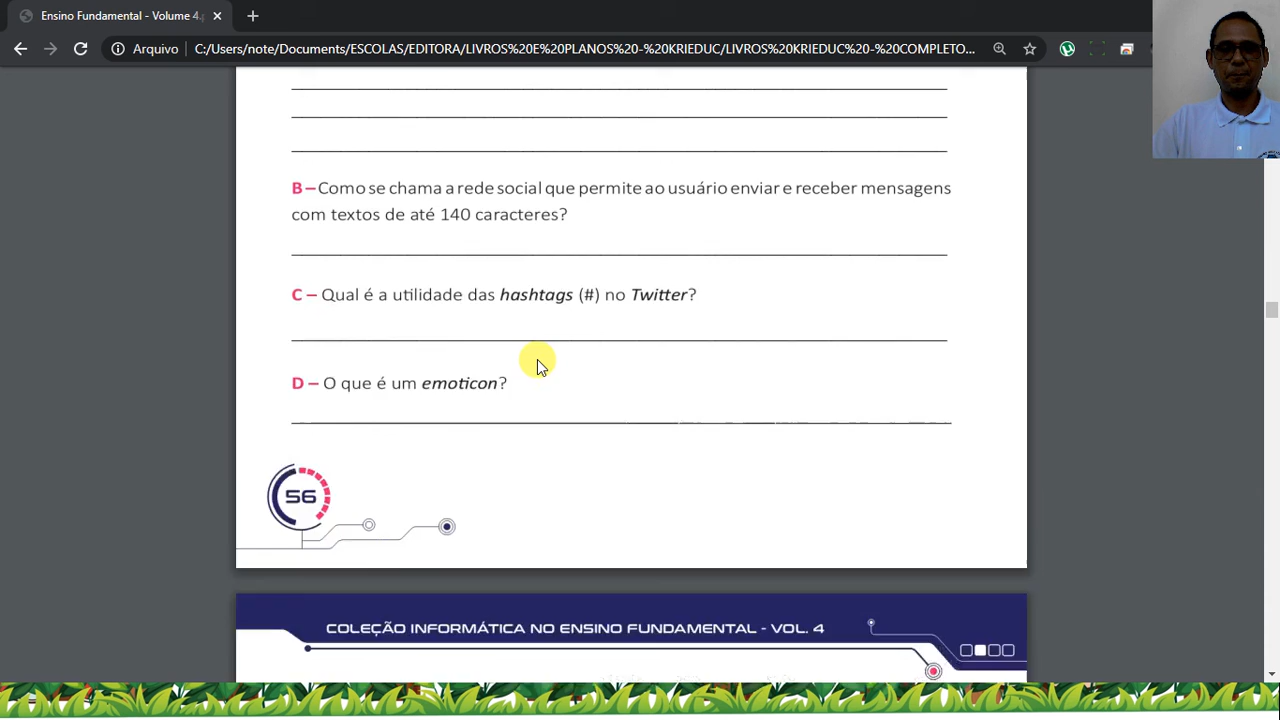 Ensino Fundamental - Volume 4.
Arquivo C:/Users/note/Documents/ESCOLAS/EDITORA/LIVROS%20E%20PLANOS%20-%20KRIEDUC/LIVROS%20KRIEDUC%20-%20COMPLETO...
B – Como se chama a rede social que permite ao usuário enviar e receber mensagens
com textos de até 140 caracteres?
C – Qual é a utilidade das hashtags (#) no Twitter?
D – O que é um emoticon?
56
COLEÇÃO INFORMÁTICA NO ENSINO FUNDAMENTAL - VOL. 4